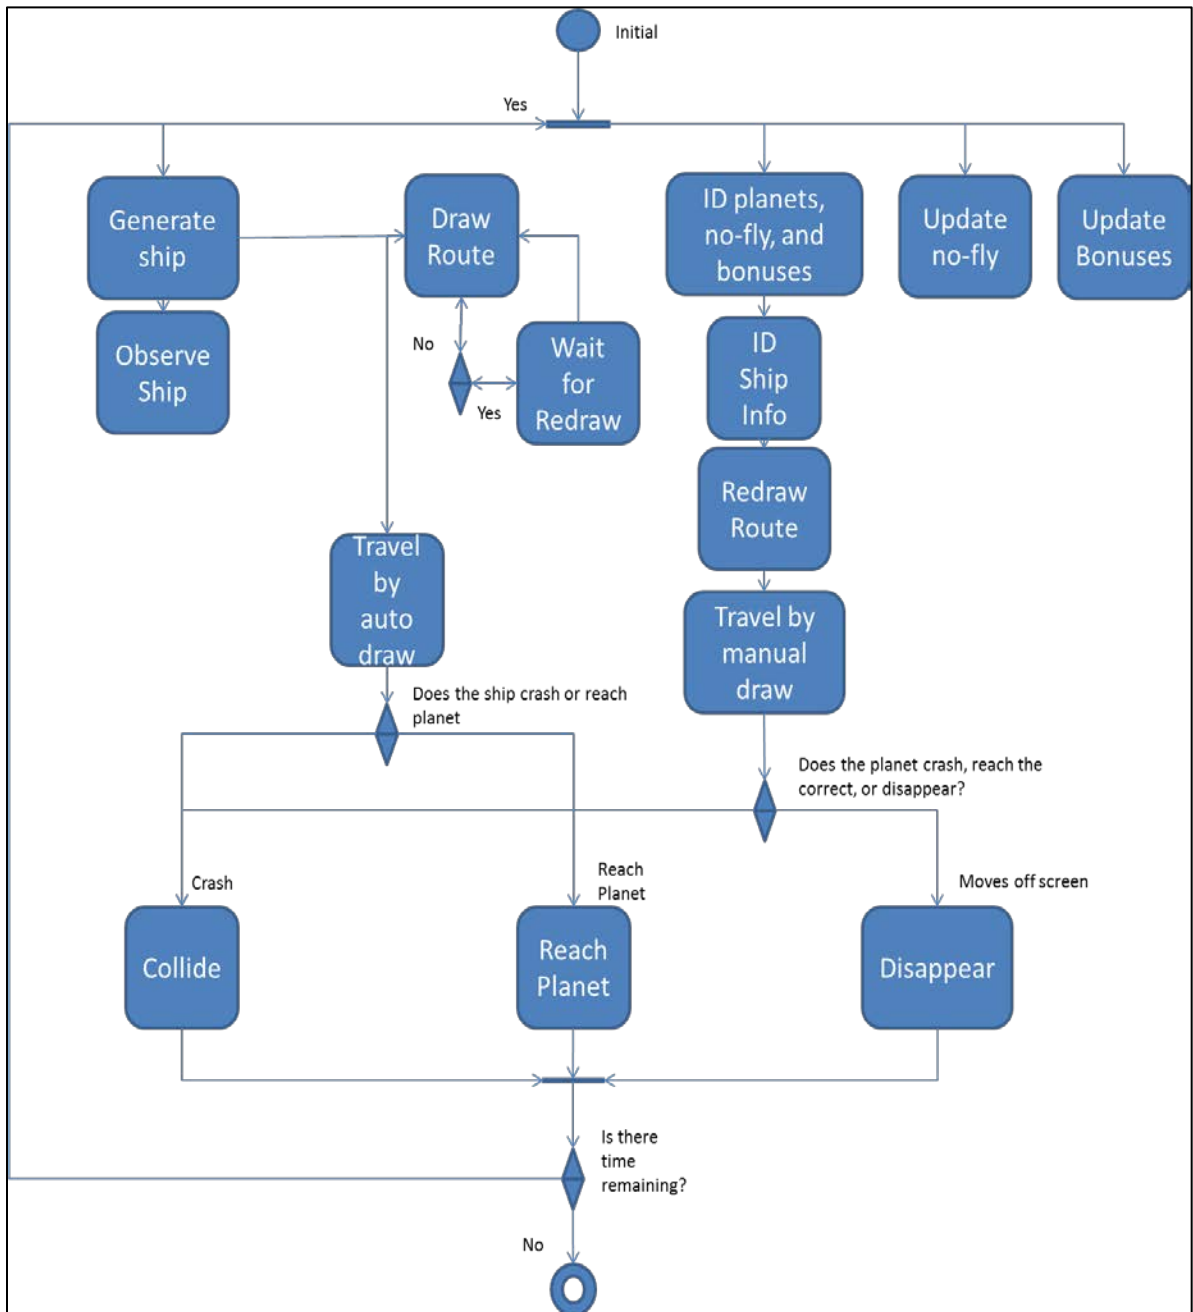 Initial
Yes
Generate
ship
Draw
Route
ID planets,
no-fly, and
bonuses
Update
no-fly
Update
Bonuses
Observe
Ship
No
Yes
Wait
for
Redraw
ID
Ship
Info
Redraw
Route
Travel
by
auto
draw
Travel by
manual
draw
Does the ship crash or reach
planet
Does the planet crash, reach the
correct, or disappear?
Crash
Reach
Planet
Moves off screen
Collide
Reach
Planet
Disappear
Is there
time
remaining?
No